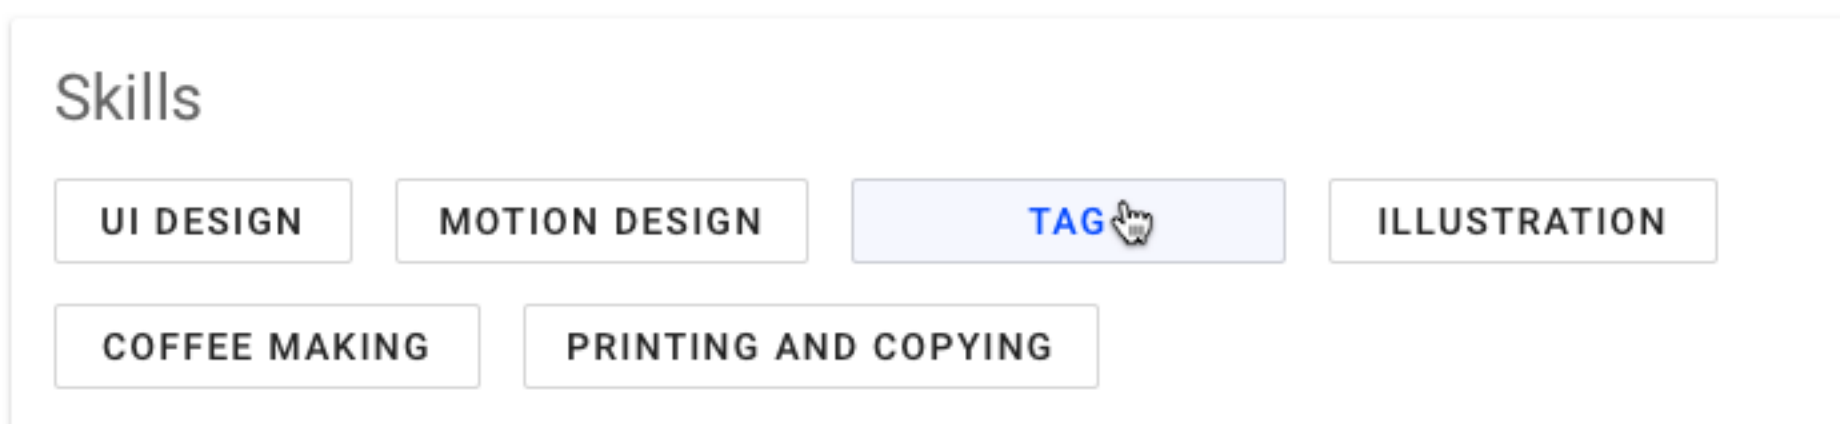 Skills
UI DESIGN MOTION DESIGN TAG ILLUSTRATION
COFFEE MAKING PRINTING AND COPYING